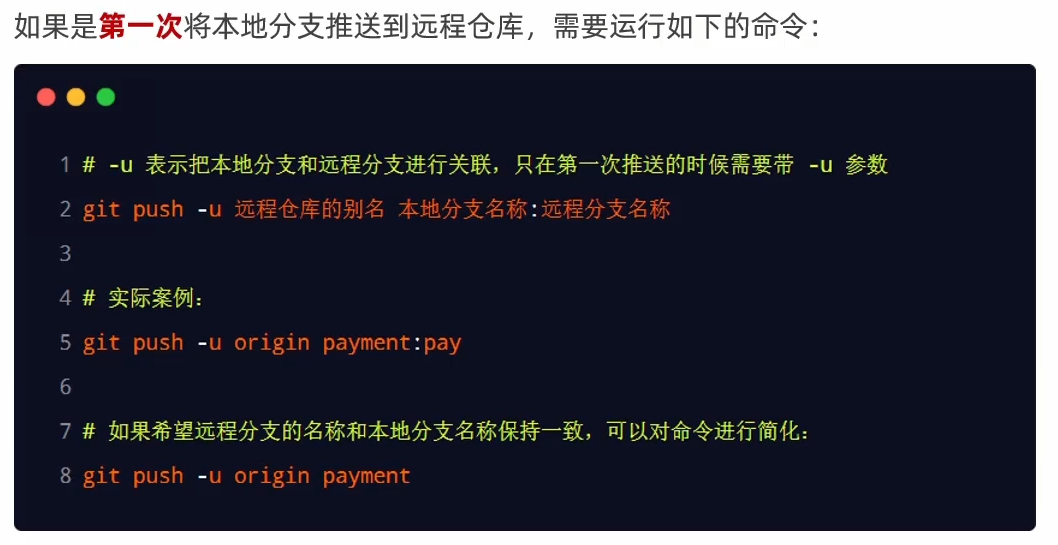 如果是第一次将本地分支推送到远程仓库，需要运行如下的命令：
1 # -u 表示把本地分支和远程分支进行关联，只在第一次推送的时候需要带 -u 参数
2 git push -u 远程仓库的别名 本地分支名称:远程分支名称
3
4 # 实际案例：
5 git push -u origin payment:pay
6
7 # 如果希望远程分支的名称和本地分支名称保持一致，可以对命令进行简化：
8 git push -u origin payment